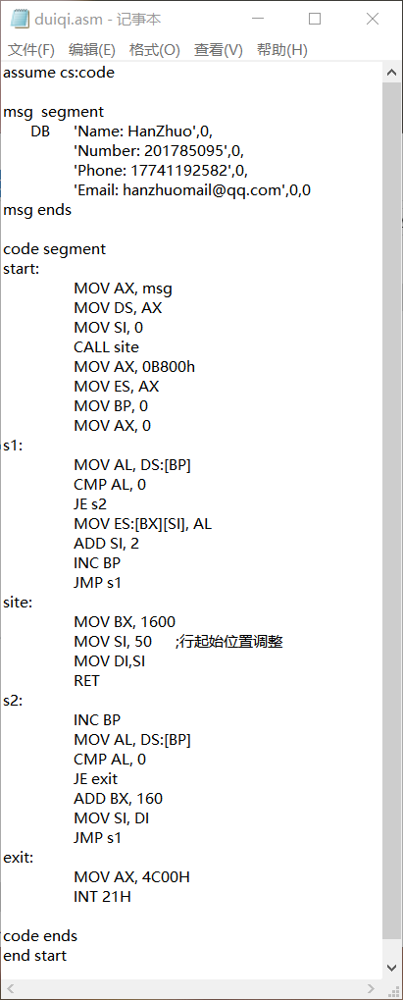 duiqi.asm - 记事本
文件(F) 编辑(E) 格式(O) 查看(V) 帮助(H)
assume cs:code
msg segment
DB 'Name: HanZhuo',0,
'Number: 201785095',0,
'Phone: 17741192582',0,
'Email: hanzhuomail@qq.com',0,0
msg ends
code segment
start:
MOV AX, msg
MOV DS, AX
MOV SI, 0
CALL site
MOV AX, 0B800h
MOV ES, AX
MOV BP, 0
MOV AX, 0
s1:
MOV AL, DS:[BP]
CMP AL, 0
JE s2
MOV ES:[BX][SI], AL
ADD SI, 2
INC BP
JMP s1
site:
MOV BX, 1600
MOV SI, 50 ;行起始位置调整
MOV DI,SI
RET
s2:
INC BP
MOV AL, DS:[BP]
CMP AL, 0
JE exit
ADD BX, 160
MOV SI, DI
JMP s1
exit:
MOV AX, 4C00H
INT 21H
code ends
end start